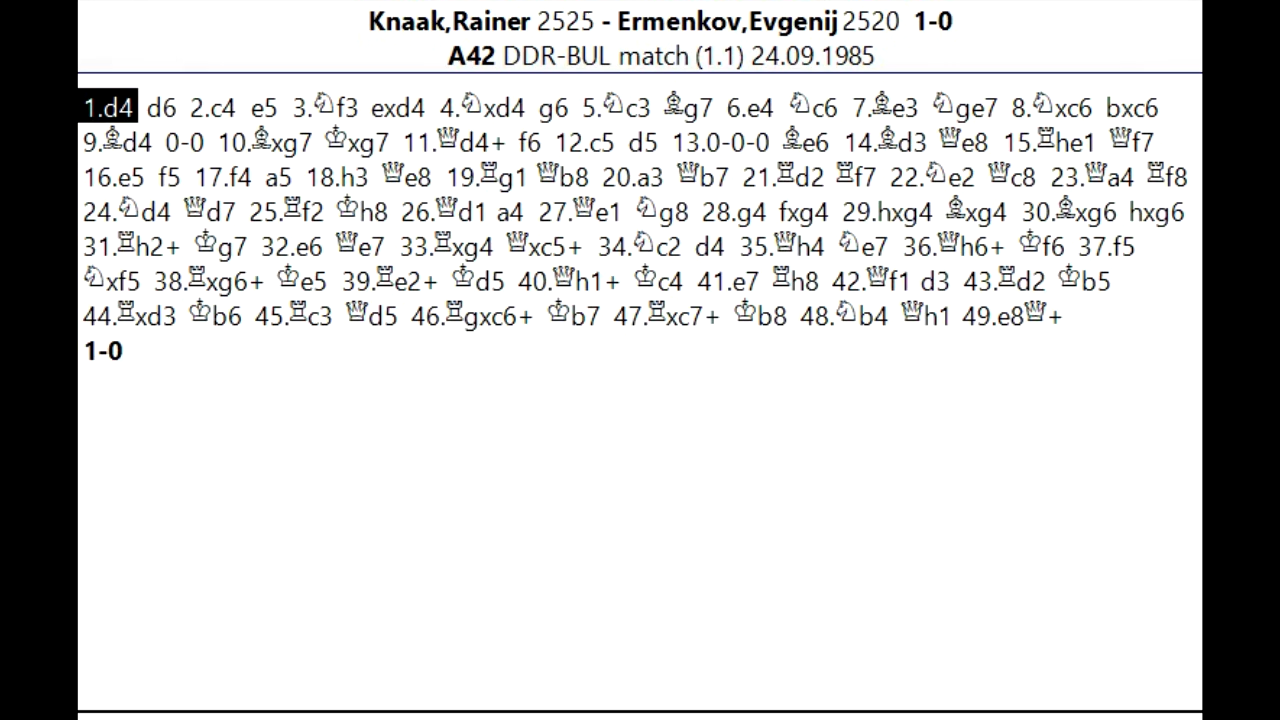 Knaak,Rainer 2525 - Ermenkov,Evgenij 2520 1-0
A42 DDR-BUL match (1.1) 24.09.1985
1.d4 d6 2.c4 e5 3.♘f3 exd4 4.♘xd4 g6 5.♘c3 ♗g7 6.e4 ♘c6 7.♗e3 ♘ge7 8.♘xc6 bxc6
9.♗d4 0-0 10.♗xg7 ♔xg7 11.♕d4+ f6 12.c5 d5 13.0-0-0 ♗e6 14.♗d3 ♕e8 15.♖he1 ♕f7
16.e5 f5 17.f4 a5 18.h3 ♕e8 19.♖g1 ♕b8 20.a3 ♕b7 21.♖d2 ♖f7 22.♘e2 ♕c8 23.♕a4 ♖f8
24.♘d4 ♕d7 25.♖f2 ♔h8 26.♕d1 a4 27.♕e1 ♘g8 28.g4 fxg4 29.hxg4 ♗xg4 30.♗xg6 hxg6
31.♖h2+ ♔g7 32.e6 ♕e7 33.♖xg4 ♕xc5+ 34.♘c2 d4 35.♕h4 ♘e7 36.♕h6+ ♔f6 37.f5
♘xf5 38.♖xg6+ ♔e5 39.♖e2+ ♔d5 40.♕h1+ ♔c4 41.e7 ♖h8 42.♕f1 d3 43.♖d2 ♔b5
44.♖xd3 ♔b6 45.♖c3 ♕d5 46.♖gxc6+ ♔b7 47.♖xc7+ ♔b8 48.♘b4 ♕h1 49.e8♕+
1-0